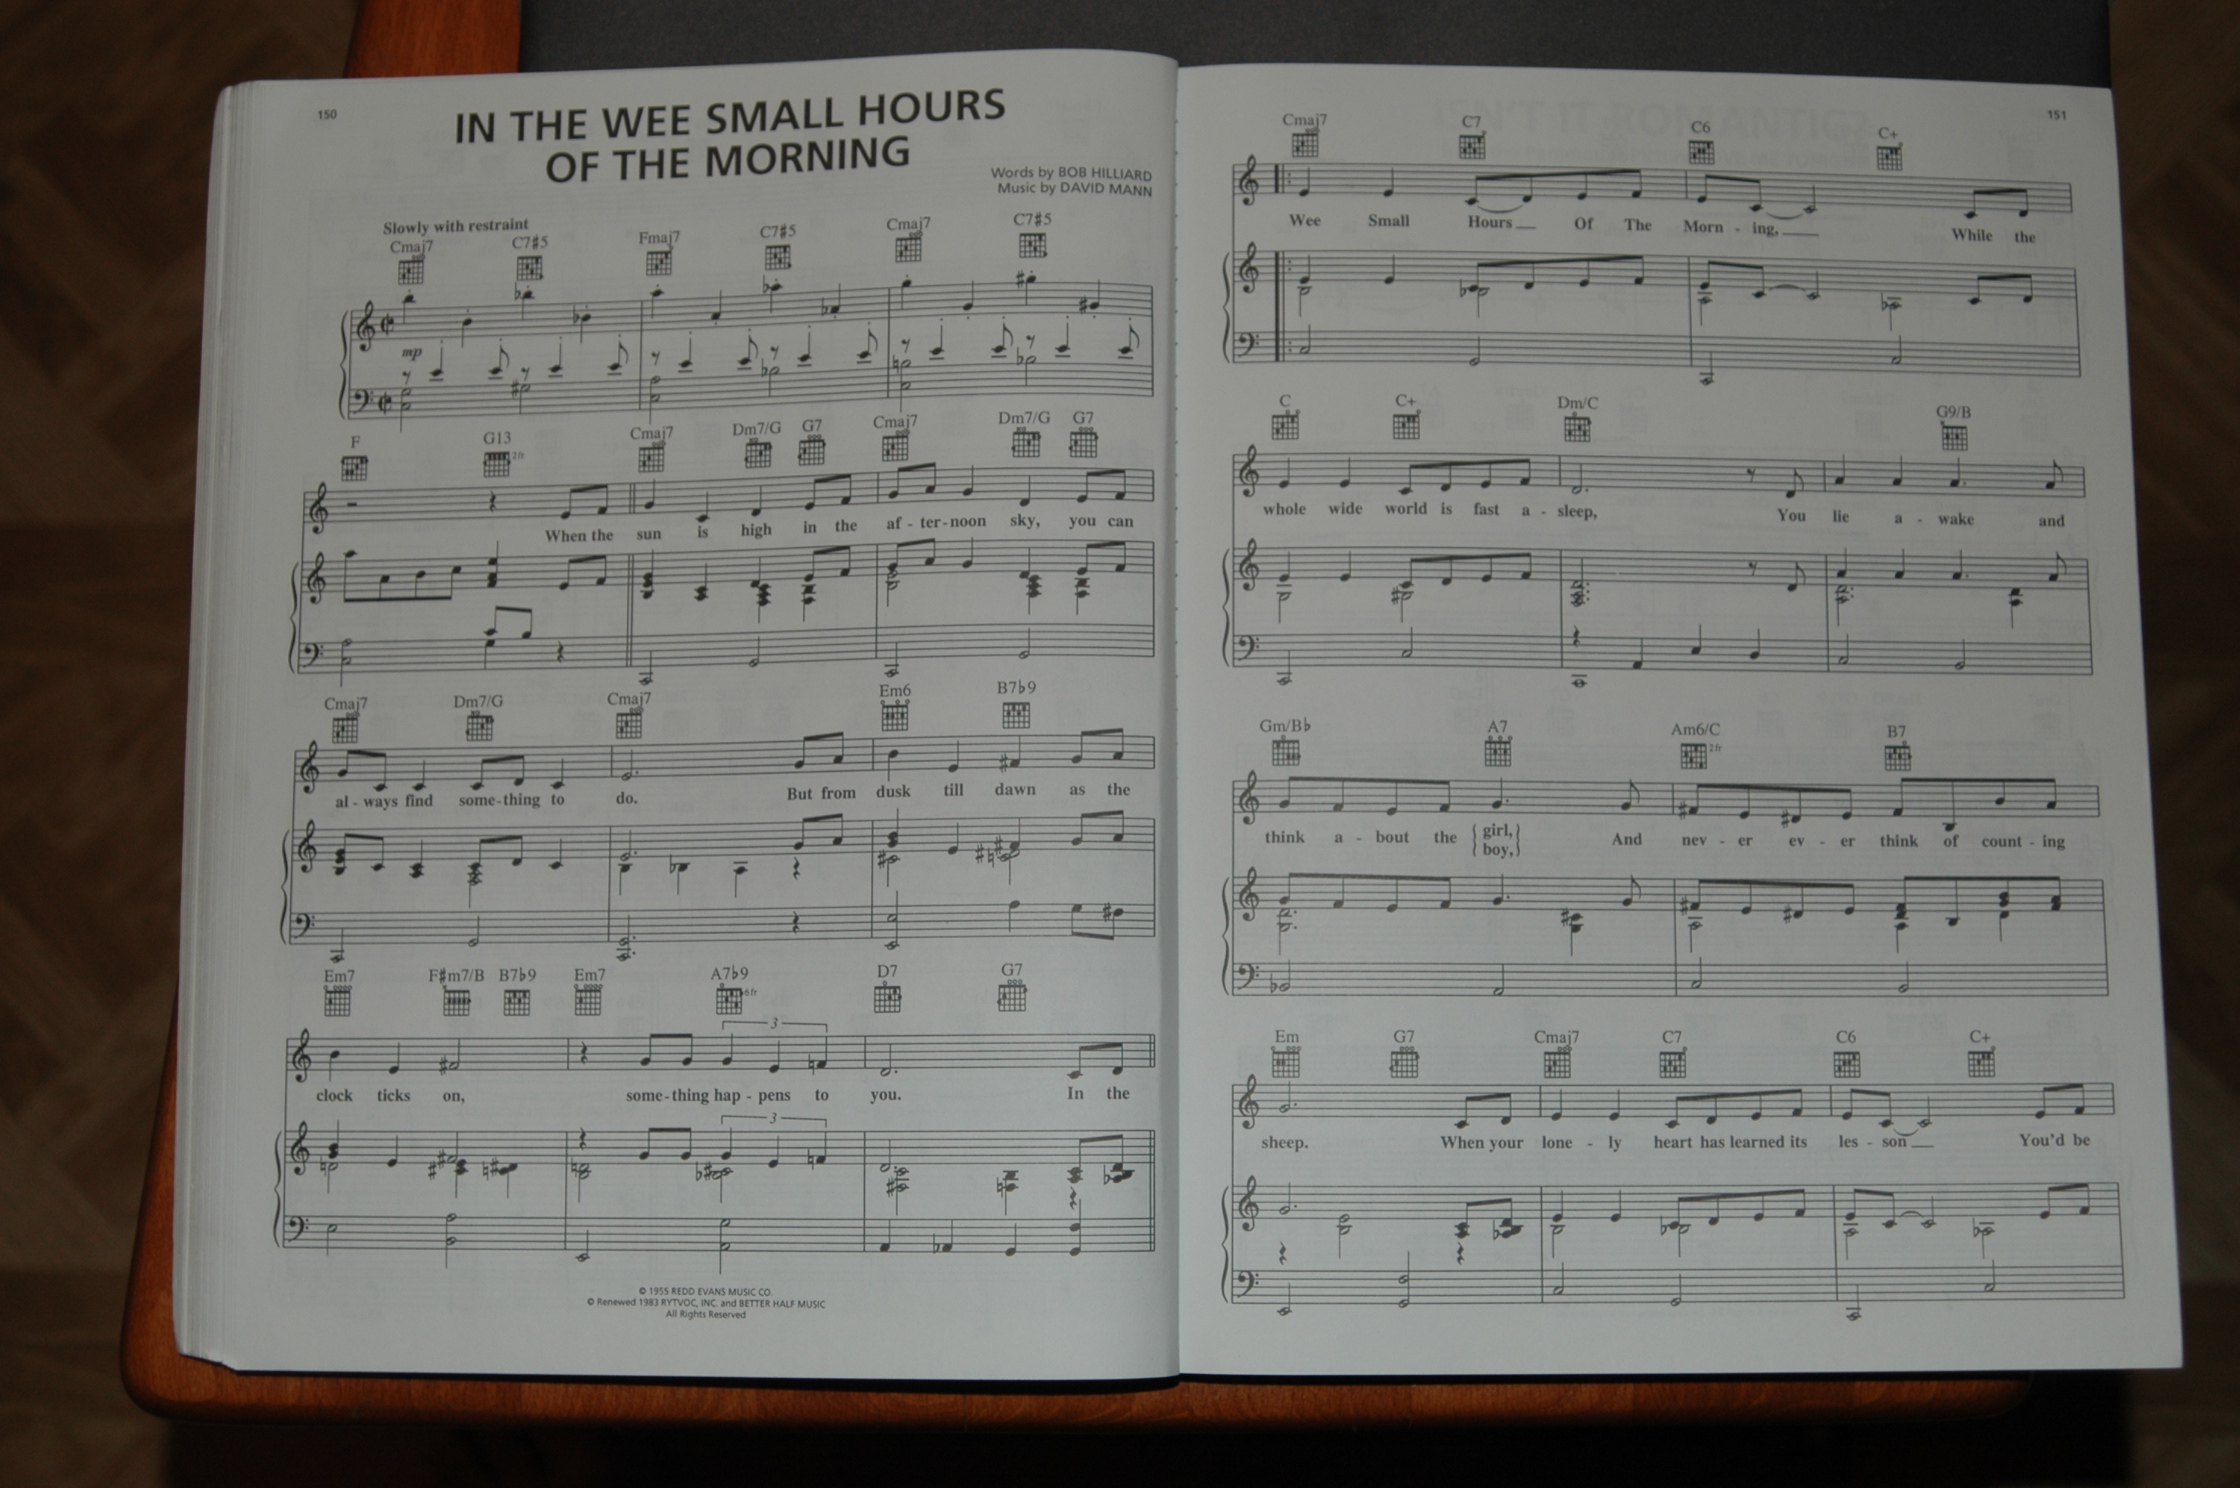 150
IN THE WEE SMALL HOURS
OF THE MORNING
Words by BOB HILLIARD
Music by DAVID MANN
Slowly with restraint
Cmaj7 C7♯5 Fmaj7 C7♯5 Cmaj7 C7♯5
mp
F G13 Cmaj7 Dm7/G G7 Cmaj7 Dm7/G G7
2fr
When the sun is high in the af - ter - noon sky, you can
Cmaj7 Dm7/G Cmaj7 Em6 B7♭9
al - ways find some - thing to do. But from dusk till dawn as the
Em7 F♯m7/B B7♭9 Em7 A7♭9 D7 G7
6fr
3
clock ticks on, some - thing hap - pens to you. In the
3
© 1955 REDD EVANS MUSIC CO.
© Renewed 1983 RYTVOC, INC. and BETTER HALF MUSIC
All Rights Reserved
151
Cmaj7 C7 C6 C+
Wee Small Hours Of The Morn - ing, While the
C C+ Dm/C G9/B
whole wide world is fast a - sleep, You lie a - wake and
Gm/B♭ A7 Am6/C B7
2fr
think a - bout the { girl, } And nev - er ev - er think of count - ing
{ boy, }
Em G7 Cmaj7 C7 C6 C+
sheep. When your lone - ly heart has learned its les - son You'd be